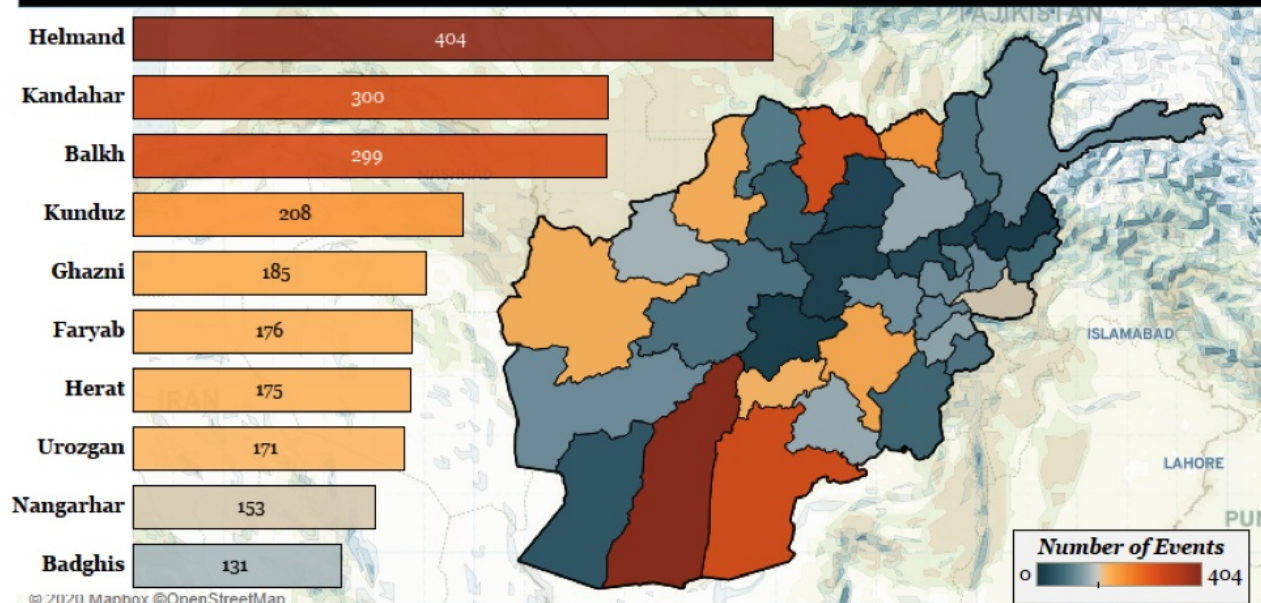 TAJIKISTAN
Helmand 404
Kandahar 300
Balkh 299
Kunduz 208
Ghazni 185
Faryab 176
Herat 175
Urozgan 171
Nangarhar 153
Badghis 131
IRAN
ISLAMABAD
LAHORE
PUN
Number of Events
0 404
© 2020 Mapbox ©OpenStreetMap